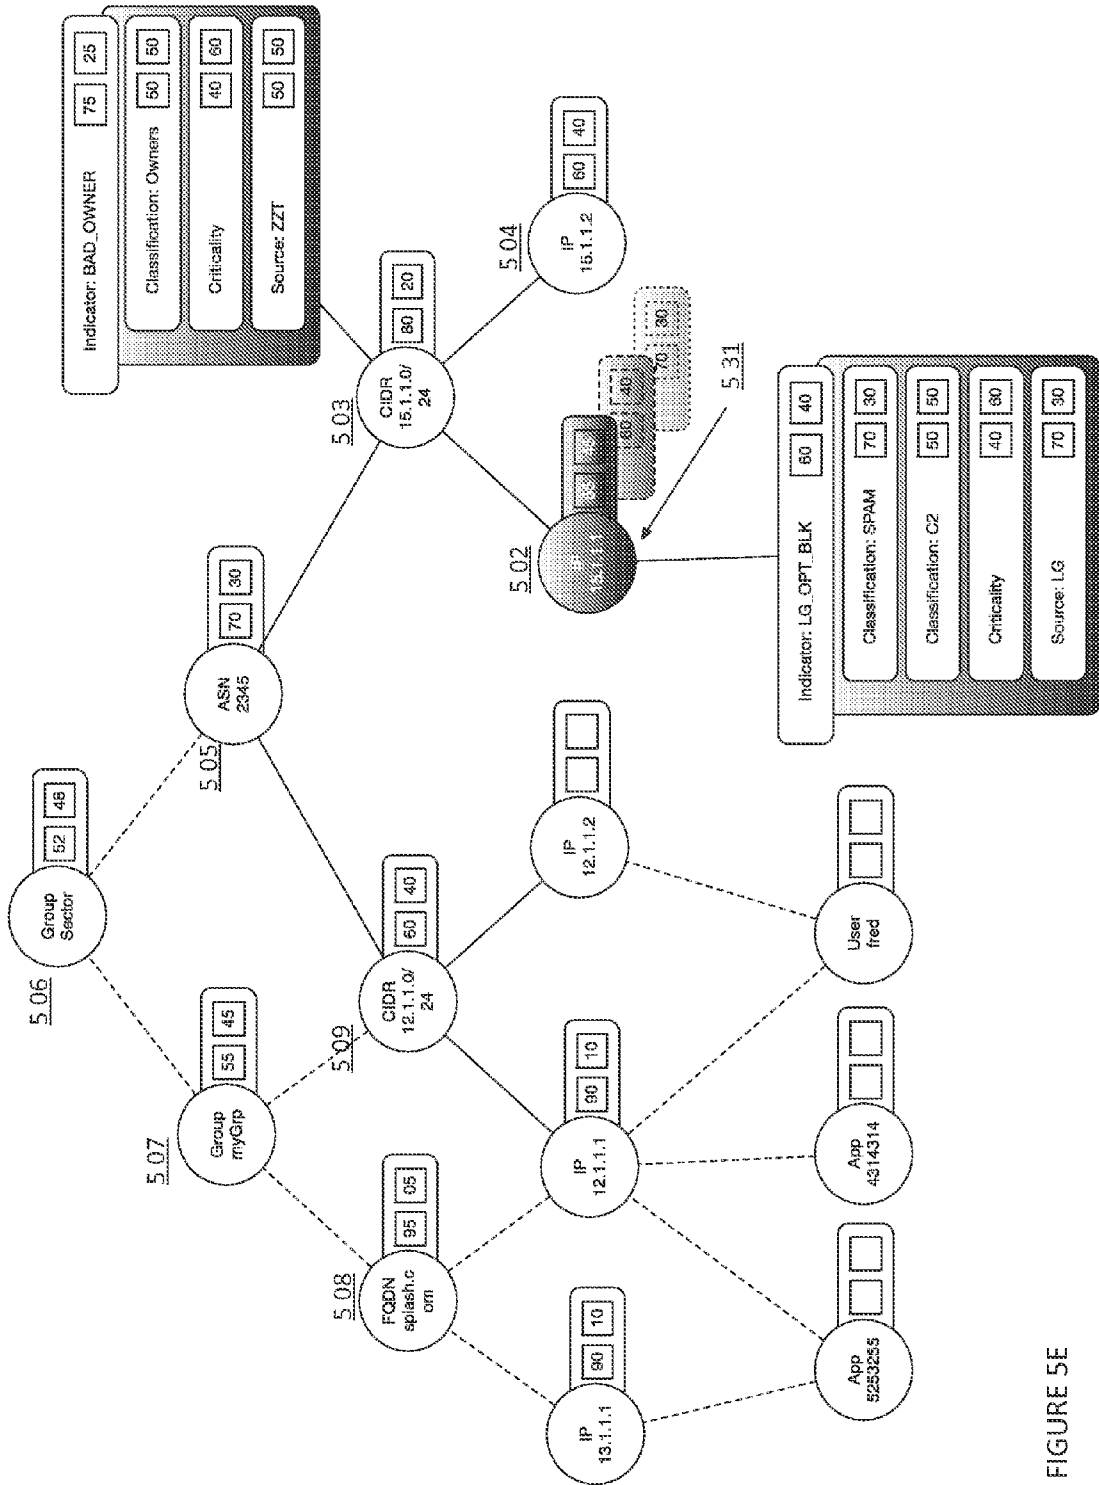 Indicator: BAD_OWNER 75 25
Classification: Owners 50 50
Criticality 40 60
Source: ZZT 50 50
5.06
Group
Sector
52 48
5.07
Group
myGrp
55 45
5.05
ASN
2345
70 30
5.08
FQDN
splash.c
om
95 05
5.09
CIDR
12.1.1.0/
24
60 40
5.03
CIDR
15.1.1.0/
24
80 20
IP
13.1.1.1
90 10
IP
12.1.1.1
90 10
IP
12.1.1.2
5.02
IP
40
70 30
5.31
5.04
IP
15.1.1.2
60 40
App
5253255
App
4314314
User
fred
Indicator: LG_OPT_BLK 60 40
Classification: SPAM 70 30
Classification: C2 50 50
Criticality 40 60
Source: LG 70 30
FIGURE 5E